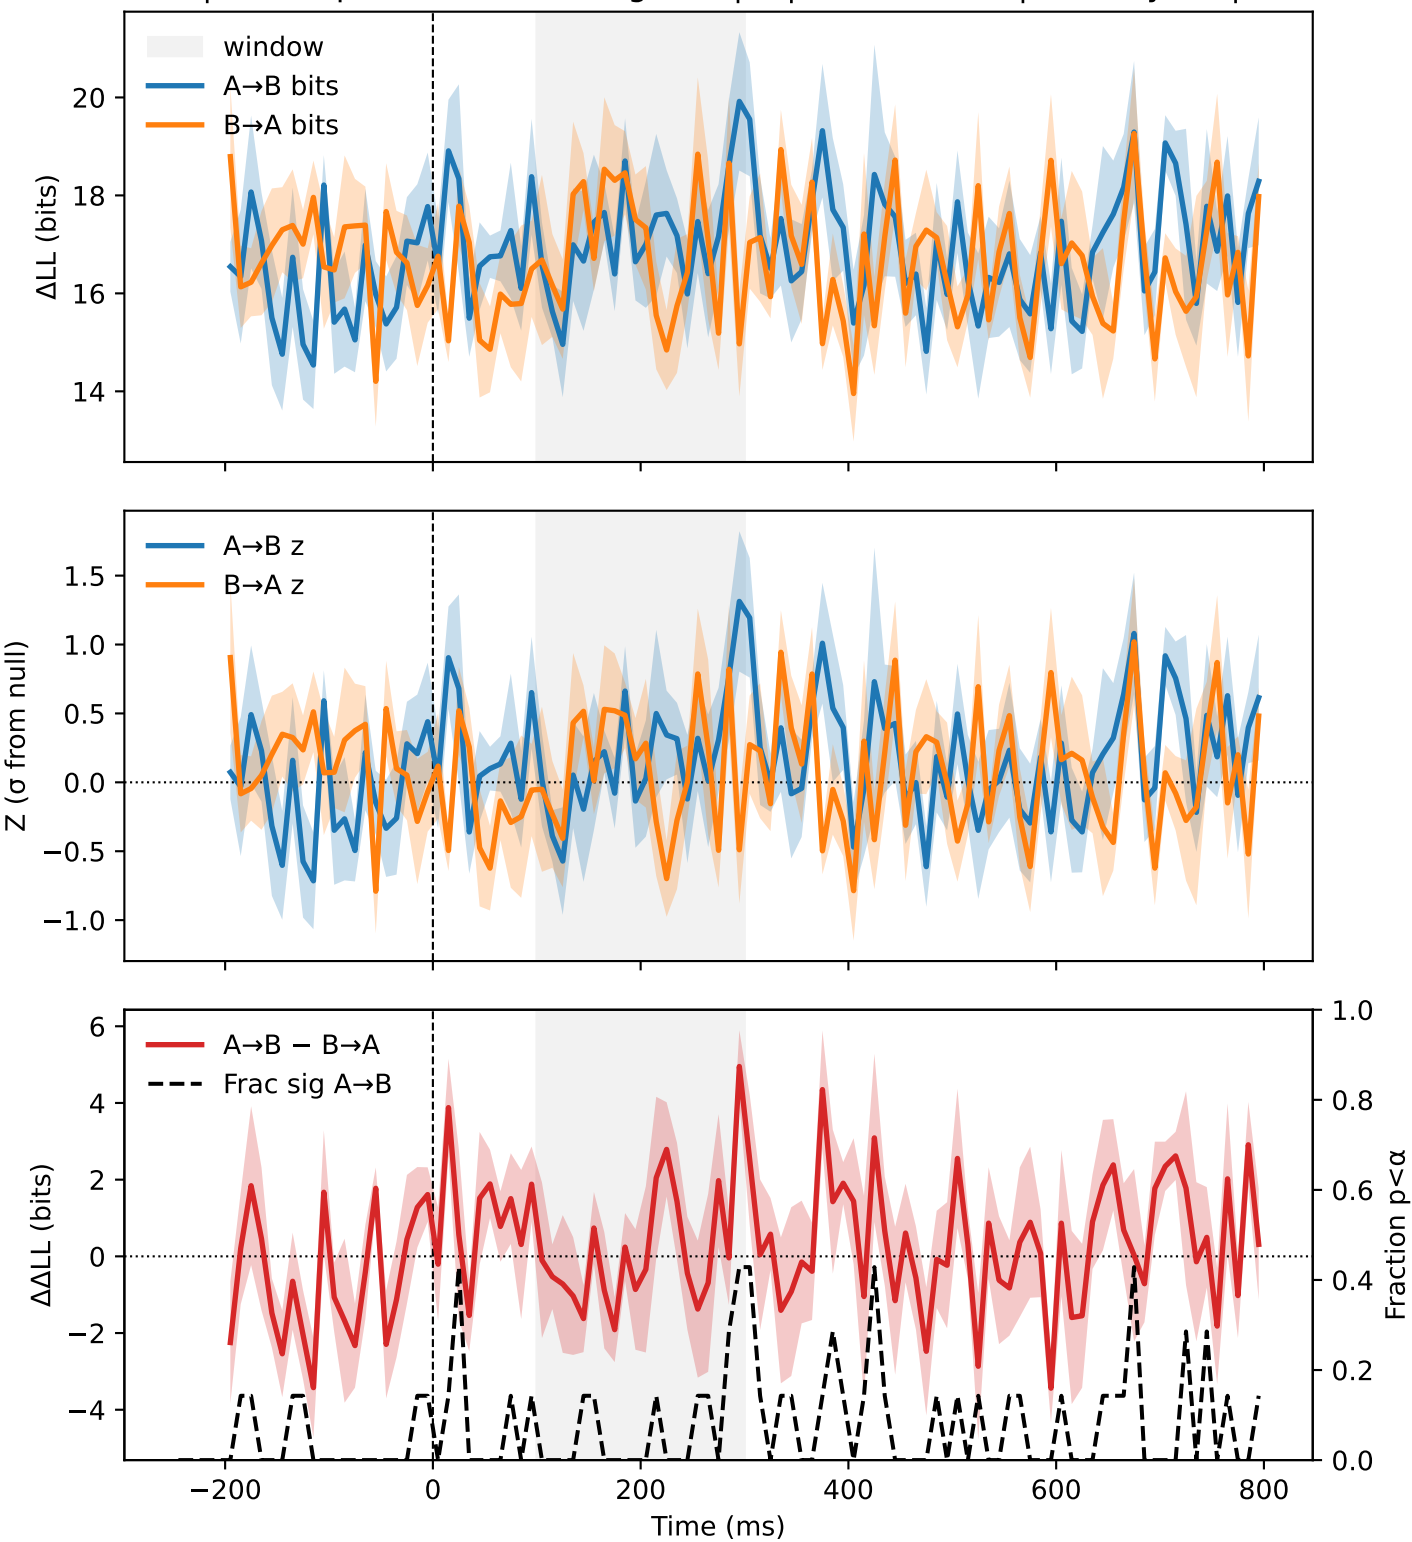 window
A→B bits
B→A bits
ΔLL (bits)
20
18
16
14
A→B z
B→A z
Z (σ from null)
1.5
1.0
0.5
0.0
−0.5
−1.0
A→B − B→A
Frac sig A→B
ΔΔLL (bits)
6
4
2
0
−2
−4
1.0
0.8
0.6
0.4
0.2
0.0
Fraction p<α
−200
0
200
400
600
800
Time (ms)